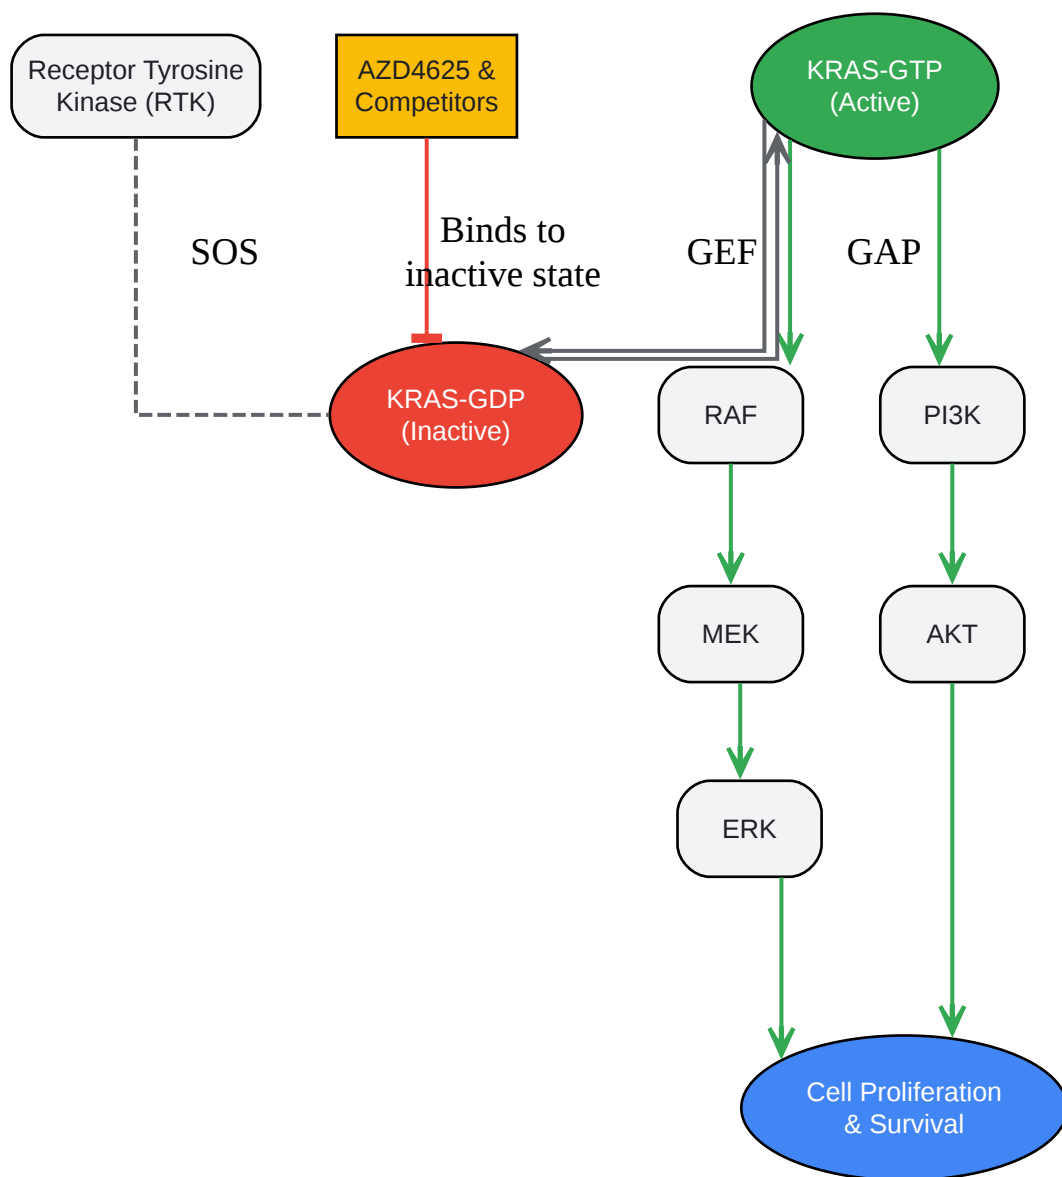 Receptor Tyrosine
Kinase (RTK)
AZD4625 &
Competitors
KRAS-GTP
(Active)
SOS
Binds to
inactive state
GEF
GAP
KRAS-GDP
(Inactive)
RAF
PI3K
MEK
AKT
ERK
Cell Proliferation
& Survival